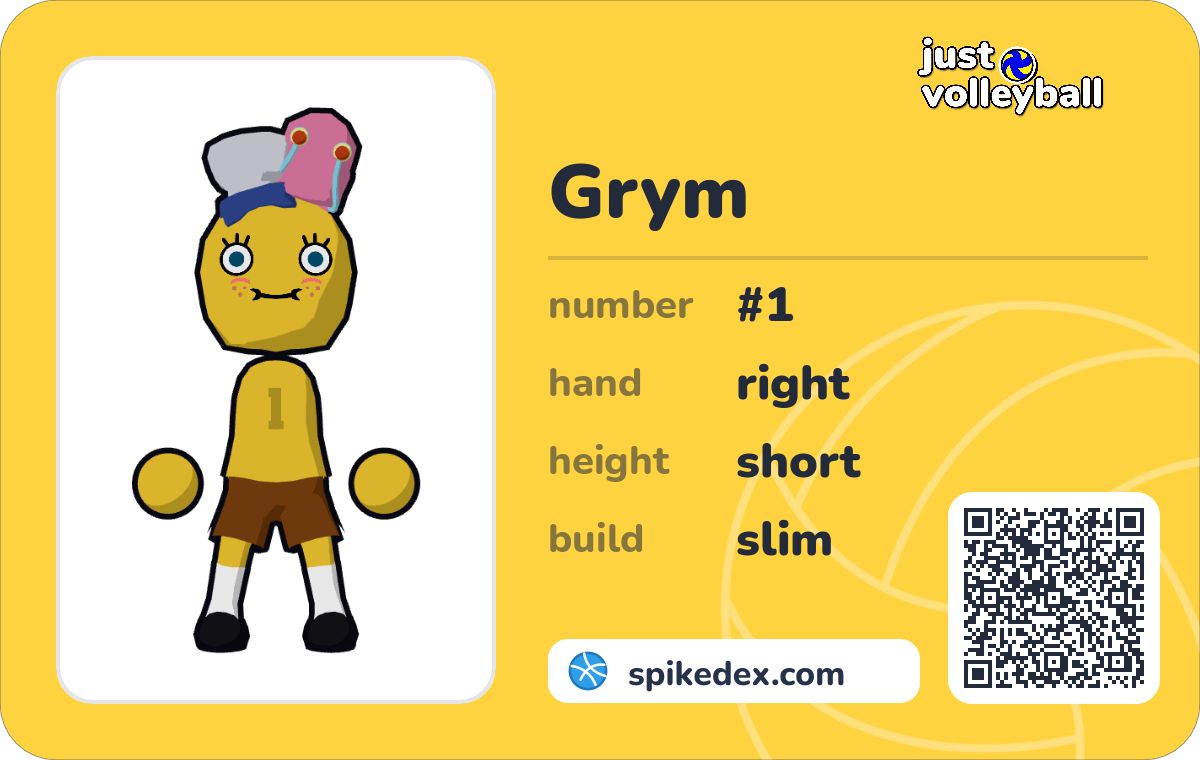 just
volleyball
Grym
number #1
hand right
height short
build slim
1
spikedex.com